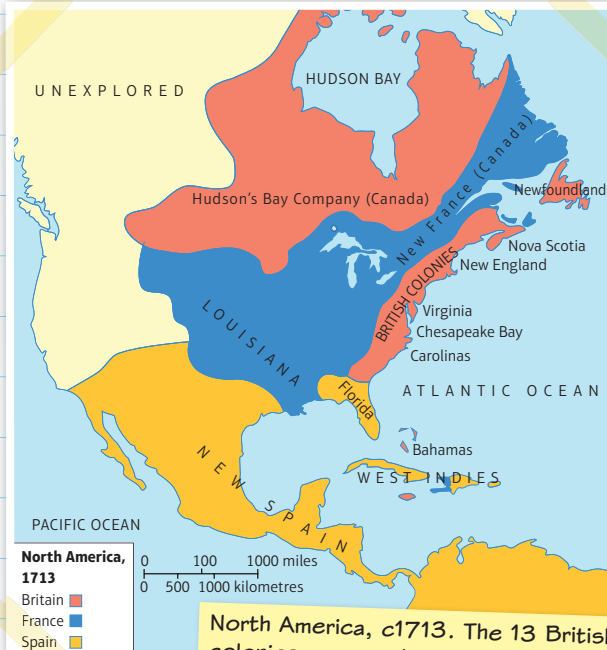 HUDSON BAY
UNEXPLORED
New France (Canada)
Newfoundland
Hudson's Bay Company (Canada)
Nova Scotia
New England
BRITISH COLONIES
Virginia
LOUISIANA
Chesapeake Bay
Carolinas
Florida
ATLANTIC OCEAN
Bahamas
NEW SPAIN
WEST INDIES
PACIFIC OCEAN
North America,
1713
Britain
France
Spain
0 100 1000 miles
0 500 1000 kilometres
North America, c1713. The 13 British